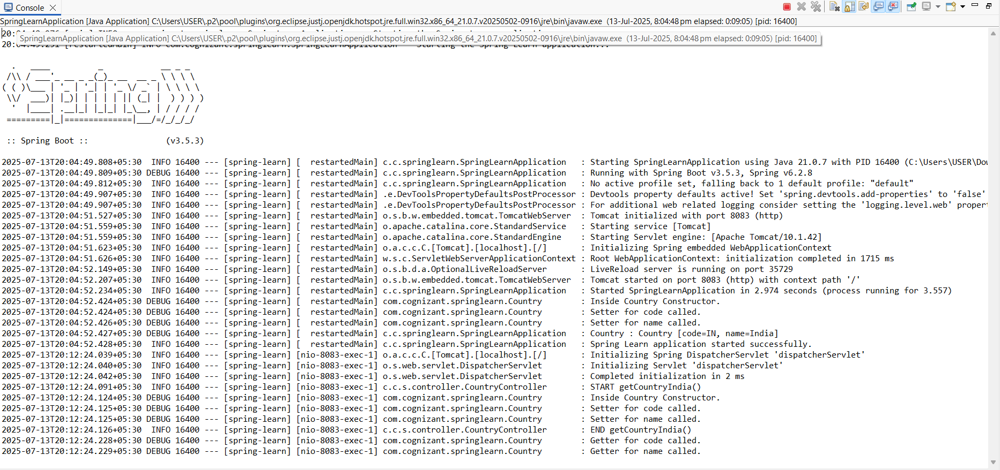 Console
SpringLearnApplication [Java Application] C:\Users\USER\.p2\pool\plugins\org.eclipse.justj.openjdk.hotspot.jre.full.win32.x86_64_21.0.7.v20250502-0916\jre\bin\javaw.exe (13-Jul-2025, 8:04:48 pm elapsed: 0:09:05) [pid: 16400]
SpringLearnApplication [Java Application] C:\Users\USER\.p2\pool\plugins\org.eclipse.justj.openjdk.hotspot.jre.full.win32.x86_64_21.0.7.v20250502-0916\jre\bin\javaw.exe (13-Jul-2025, 8:04:48 pm elapsed: 0:09:05) [pid: 16400]
20:04:49.291 [restartedMain] INFO com.cognizant.springlearn.SpringLearnApplication -- Starting the Spring Learn application...
  .   ____          _            __ _ _
 /\\ / ___'_ __ _ _(_)_ __  __ _ \ \ \ \
( ( )\___ | '_ | '_| | '_ \/ _` | \ \ \ \
 \\/  ___)| |_)| | | | | || (_| |  ) ) ) )
  '  |____| .__|_| |_|_| |_\__, | / / / /
 =========|_|==============|___/=/_/_/_/
 :: Spring Boot ::                (v3.5.3)
2025-07-13T20:04:49.808+05:30  INFO 16400 --- [spring-learn] [  restartedMain] c.c.springlearn.SpringLearnApplication   : Starting SpringLearnApplication using Java 21.0.7 with PID 16400 (C:\Users\USER\Dow
2025-07-13T20:04:49.809+05:30 DEBUG 16400 --- [spring-learn] [  restartedMain] c.c.springlearn.SpringLearnApplication   : Running with Spring Boot v3.5.3, Spring v6.2.8
2025-07-13T20:04:49.812+05:30  INFO 16400 --- [spring-learn] [  restartedMain] c.c.springlearn.SpringLearnApplication   : No active profile set, falling back to 1 default profile: "default"
2025-07-13T20:04:49.907+05:30  INFO 16400 --- [spring-learn] [  restartedMain] .e.DevToolsPropertyDefaultsPostProcessor : Devtools property defaults active! Set 'spring.devtools.add-properties' to 'false'
2025-07-13T20:04:49.907+05:30  INFO 16400 --- [spring-learn] [  restartedMain] .e.DevToolsPropertyDefaultsPostProcessor : For additional web related logging consider setting the 'logging.level.web' proper
2025-07-13T20:04:51.527+05:30  INFO 16400 --- [spring-learn] [  restartedMain] o.s.b.w.embedded.tomcat.TomcatWebServer  : Tomcat initialized with port 8083 (http)
2025-07-13T20:04:51.559+05:30  INFO 16400 --- [spring-learn] [  restartedMain] o.apache.catalina.core.StandardService   : Starting service [Tomcat]
2025-07-13T20:04:51.559+05:30  INFO 16400 --- [spring-learn] [  restartedMain] o.apache.catalina.core.StandardEngine    : Starting Servlet engine: [Apache Tomcat/10.1.42]
2025-07-13T20:04:51.623+05:30  INFO 16400 --- [spring-learn] [  restartedMain] o.a.c.c.C.[Tomcat].[localhost].[/]       : Initializing Spring embedded WebApplicationContext
2025-07-13T20:04:51.626+05:30  INFO 16400 --- [spring-learn] [  restartedMain] w.s.c.ServletWebServerApplicationContext : Root WebApplicationContext: initialization completed in 1715 ms
2025-07-13T20:04:52.149+05:30  INFO 16400 --- [spring-learn] [  restartedMain] o.s.b.d.a.OptionalLiveReloadServer       : LiveReload server is running on port 35729
2025-07-13T20:04:52.207+05:30  INFO 16400 --- [spring-learn] [  restartedMain] o.s.b.w.embedded.tomcat.TomcatWebServer  : Tomcat started on port 8083 (http) with context path '/'
2025-07-13T20:04:52.234+05:30  INFO 16400 --- [spring-learn] [  restartedMain] c.c.springlearn.SpringLearnApplication   : Started SpringLearnApplication in 2.974 seconds (process running for 3.557)
2025-07-13T20:04:52.424+05:30 DEBUG 16400 --- [spring-learn] [  restartedMain] com.cognizant.springlearn.Country        : Inside Country Constructor.
2025-07-13T20:04:52.424+05:30 DEBUG 16400 --- [spring-learn] [  restartedMain] com.cognizant.springlearn.Country        : Setter for code called.
2025-07-13T20:04:52.426+05:30 DEBUG 16400 --- [spring-learn] [  restartedMain] com.cognizant.springlearn.Country        : Setter for name called.
2025-07-13T20:04:52.427+05:30 DEBUG 16400 --- [spring-learn] [  restartedMain] c.c.springlearn.SpringLearnApplication   : Country : Country [code=IN, name=India]
2025-07-13T20:04:52.428+05:30  INFO 16400 --- [spring-learn] [  restartedMain] c.c.springlearn.SpringLearnApplication   : Spring Learn application started successfully.
2025-07-13T20:12:24.039+05:30  INFO 16400 --- [spring-learn] [nio-8083-exec-1] o.a.c.c.C.[Tomcat].[localhost].[/]       : Initializing Spring DispatcherServlet 'dispatcherServlet'
2025-07-13T20:12:24.040+05:30  INFO 16400 --- [spring-learn] [nio-8083-exec-1] o.s.web.servlet.DispatcherServlet        : Initializing Servlet 'dispatcherServlet'
2025-07-13T20:12:24.042+05:30  INFO 16400 --- [spring-learn] [nio-8083-exec-1] o.s.web.servlet.DispatcherServlet        : Completed initialization in 2 ms
2025-07-13T20:12:24.091+05:30  INFO 16400 --- [spring-learn] [nio-8083-exec-1] c.c.s.controller.CountryController       : START getCountryIndia()
2025-07-13T20:12:24.124+05:30 DEBUG 16400 --- [spring-learn] [nio-8083-exec-1] com.cognizant.springlearn.Country        : Inside Country Constructor.
2025-07-13T20:12:24.125+05:30 DEBUG 16400 --- [spring-learn] [nio-8083-exec-1] com.cognizant.springlearn.Country        : Setter for code called.
2025-07-13T20:12:24.125+05:30 DEBUG 16400 --- [spring-learn] [nio-8083-exec-1] com.cognizant.springlearn.Country        : Setter for name called.
2025-07-13T20:12:24.126+05:30  INFO 16400 --- [spring-learn] [nio-8083-exec-1] c.c.s.controller.CountryController       : END getCountryIndia()
2025-07-13T20:12:24.228+05:30 DEBUG 16400 --- [spring-learn] [nio-8083-exec-1] com.cognizant.springlearn.Country        : Getter for code called.
2025-07-13T20:12:24.229+05:30 DEBUG 16400 --- [spring-learn] [nio-8083-exec-1] com.cognizant.springlearn.Country        : Getter for name called.